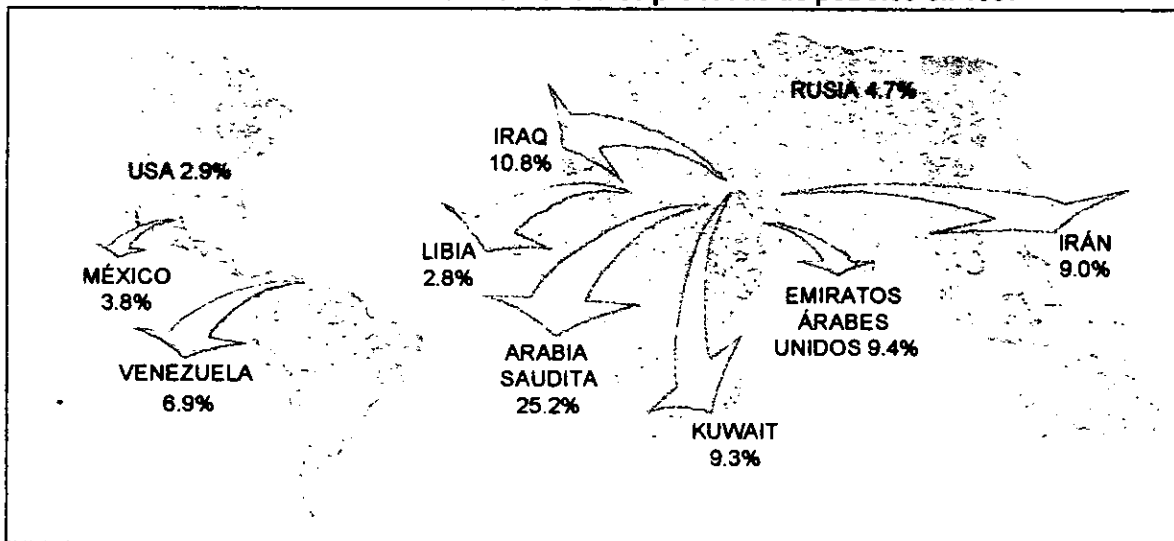 RUSIA 4.7%
IRAQ
10.8%
USA 2.9%
LIBIA
2.8%
IRÁN
9.0%
MÉXICO
3.8%
EMIRATOS
ÁRABES
UNIDOS 9.4%
VENEZUELA
6.9%
ARABIA
SAUDITA
25.2%
KUWAIT
9.3%